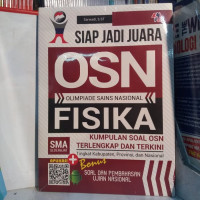 SIAP JADI JUARA
OSN
OLIMPIADE SAINS NASIONAL
FISIKA
KUMPULAN SOAL OSN
TERLENGKAP DAN TERKINI
Tingkat Kabupaten, Provinsi, dan Nasional
SMA
+ Bonus
SOAL DAN PEMBAHASAN
UJIAN NASIONAL